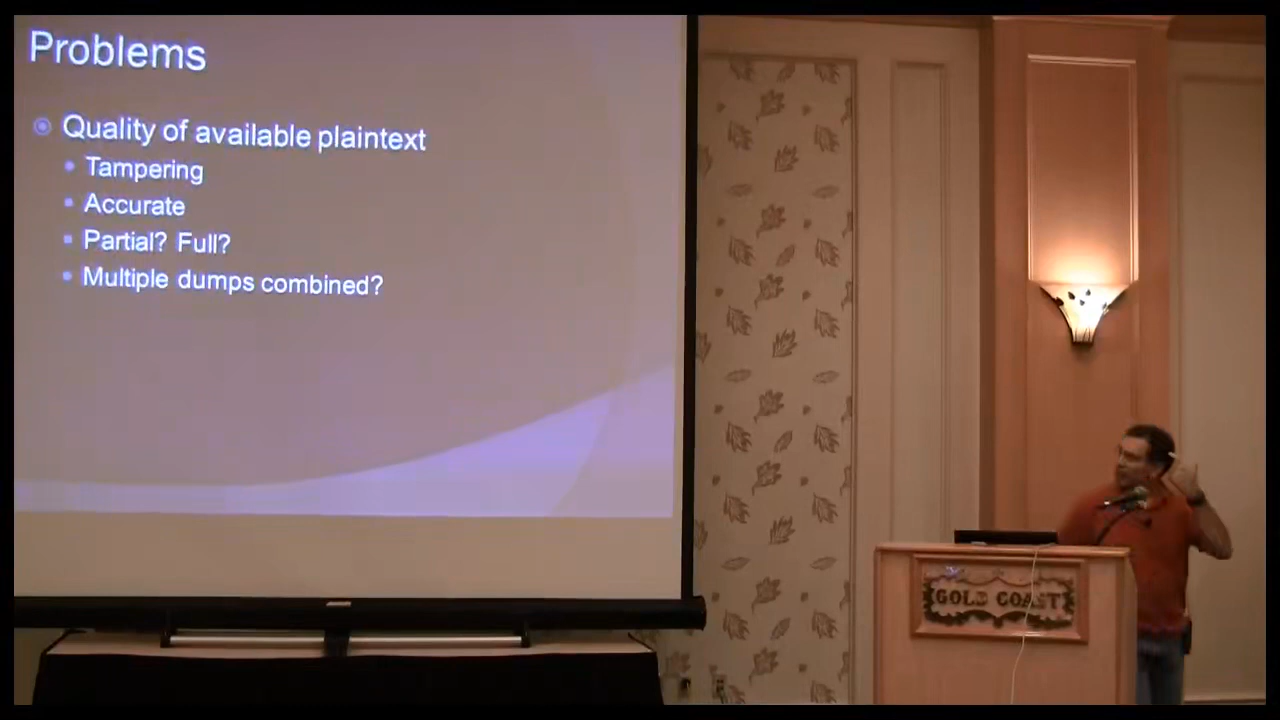 Problems
Quality of available plaintext
Tampering
Accurate
Partial? Full?
Multiple dumps combined?
GOLD COAST